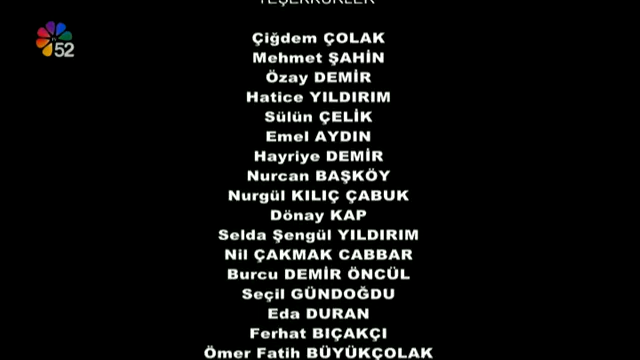 TEŞEKKÜRLER
52
Çiğdem ÇOLAK
Mehmet ŞAHİN
Özay DEMİR
Hatice YILDIRIM
Sülün ÇELİK
Emel AYDIN
Hayriye DEMİR
Nurcan BAŞKÖY
Nurgül KILIÇ ÇABUK
Dönay KAP
Selda Şengül YILDIRIM
Nil ÇAKMAK CABBAR
Burcu DEMİR ÖNCÜL
Seçil GÜNDOĞDU
Eda DURAN
Ferhat BIÇAKÇI
Ömer Fatih BÜYÜKÇOLAK